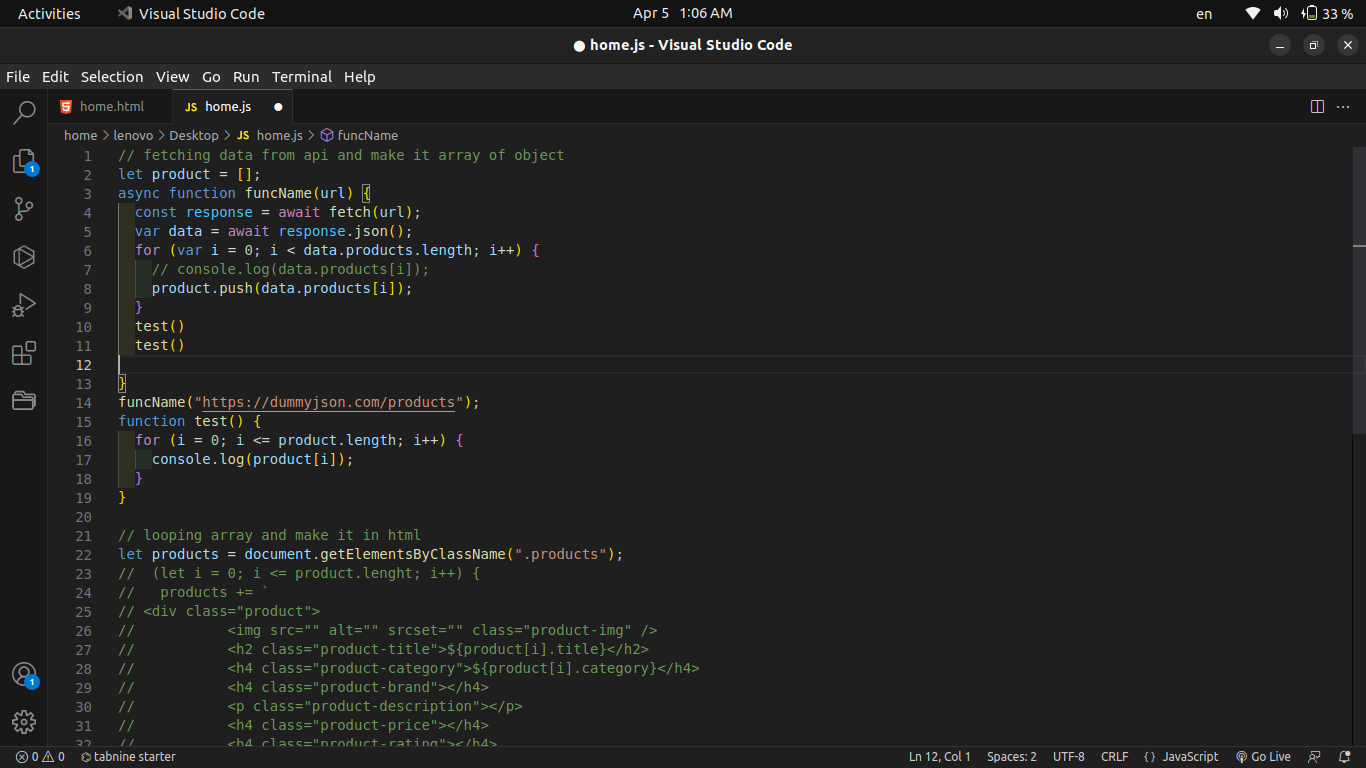 Activities Visual Studio Code Apr 5 1:06 AM en 33 %
● home.js - Visual Studio Code
File Edit Selection View Go Run Terminal Help
home.html JS home.js ●
home > lenovo > Desktop > JS home.js > funcName
1 // fetching data from api and make it array of object
2 let product = [];
3 async function funcName(url) {
4 const response = await fetch(url);
5 var data = await response.json();
6 for (var i = 0; i < data.products.length; i++) {
7 // console.log(data.products[i]);
8 product.push(data.products[i]);
9 }
10 test()
11 test()
12
13 }
14 funcName("https://dummyjson.com/products");
15 function test() {
16 for (i = 0; i <= product.length; i++) {
17 console.log(product[i]);
18 }
19 }
20
21 // looping array and make it in html
22 let products = document.getElementsByClassName(".products");
23 //  (let i = 0; i <= product.lenght; i++) {
24 //   products += `
25 // <div class="product">
26 //           <img src="" alt="" srcset="" class="product-img" />
27 //           <h2 class="product-title">${product[i].title}</h2>
28 //           <h4 class="product-category">${product[i].category}</h4>
29 //           <h4 class="product-brand"></h4>
30 //           <p class="product-description"></p>
31 //           <h4 class="product-price"></h4>
32 //           <h4 class="product-rating"></h4>
1
1
0 0 tabnine starter Ln 12, Col 1 Spaces: 2 UTF-8 CRLF {} JavaScript Go Live